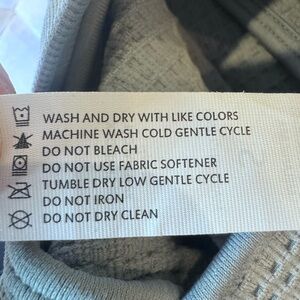 WASH AND DRY WITH LIKE COLORS
MACHINE WASH COLD GENTLE CYCLE
DO NOT BLEACH
DO NOT USE FABRIC SOFTENER
TUMBLE DRY LOW GENTLE CYCLE
DO NOT IRON
DO NOT DRY CLEAN